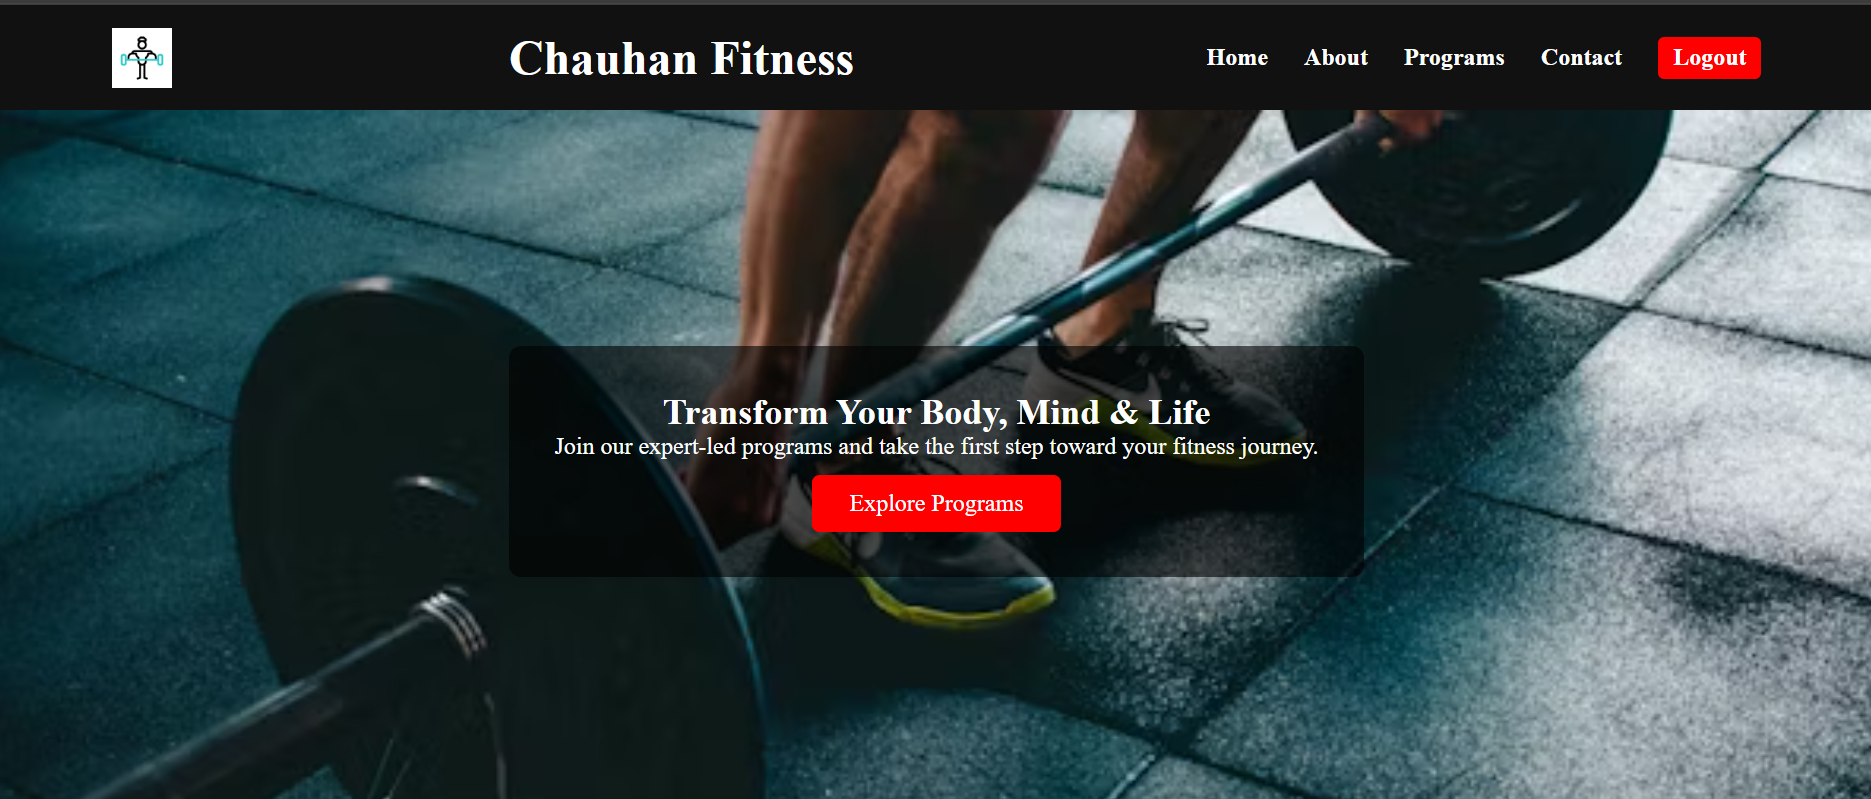 Chauhan Fitness
Home About Programs Contact Logout
Transform Your Body, Mind & Life
Join our expert-led programs and take the first step toward your fitness journey.
Explore Programs